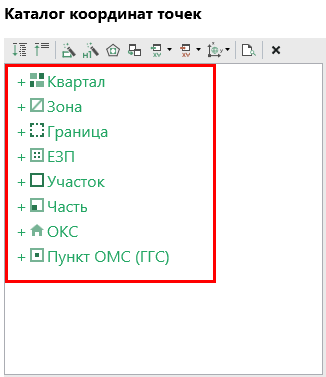 Каталог координат точек
+ Квартал
+ Зона
+ Граница
+ ЕЗП
+ Участок
+ Часть
+ ОКС
+ Пункт ОМС (ГГС)